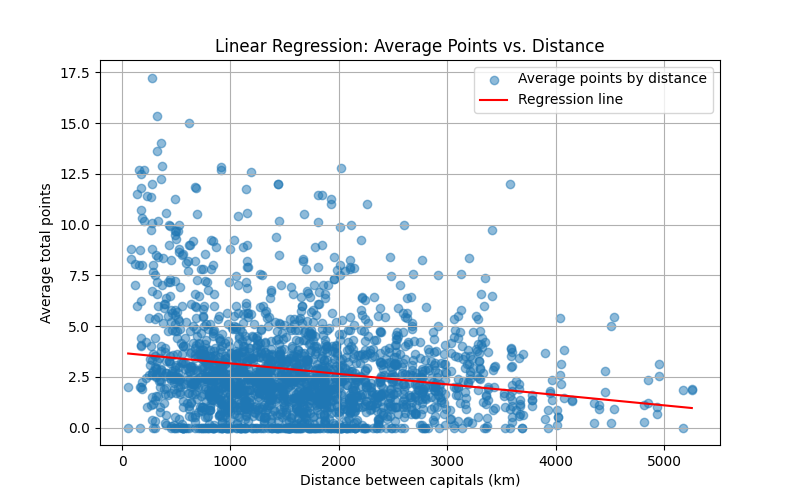 Linear Regression: Average Points vs. Distance
Average points by distance
Regression line
17.5
15.0
12.5
10.0
7.5
5.0
2.5
0.0
Average total points
0 1000 2000 3000 4000 5000
Distance between capitals (km)